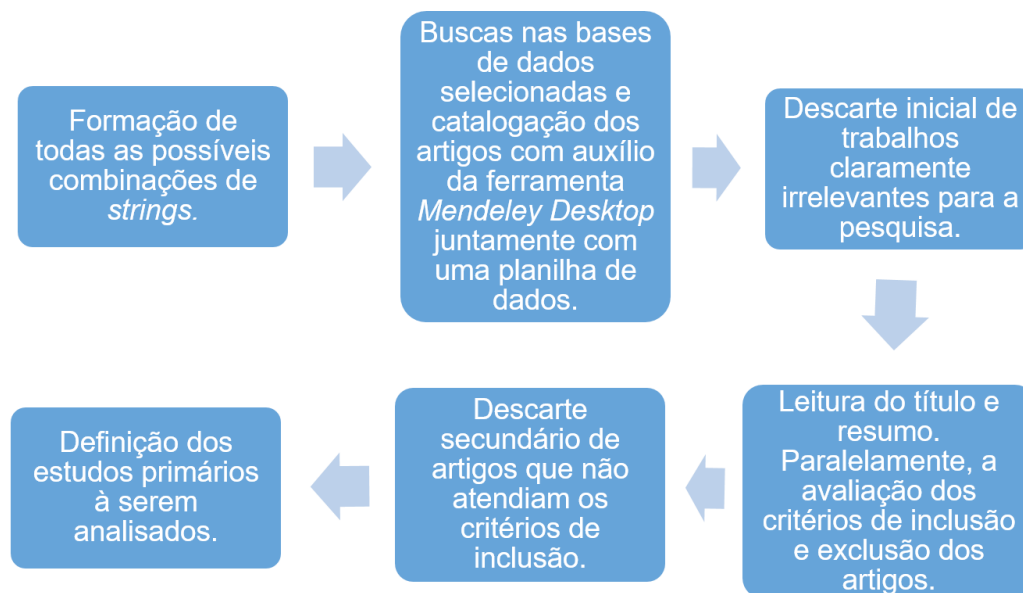 Formação de
todas as possíveis
combinações de
strings.
Buscas nas bases
de dados
selecionadas e
catalogação dos
artigos com auxílio
da ferramenta
Mendeley Desktop
juntamente com
uma planilha de
dados.
Descarte inicial de
trabalhos
claramente
irrelevantes para a
pesquisa.
Leitura do título e
resumo.
Paralelamente, a
avaliação dos
critérios de inclusão
e exclusão dos
artigos.
Descarte
secundário de
artigos que não
atendiam os
critérios de
inclusão.
Definição dos
estudos primários
à serem
analisados.